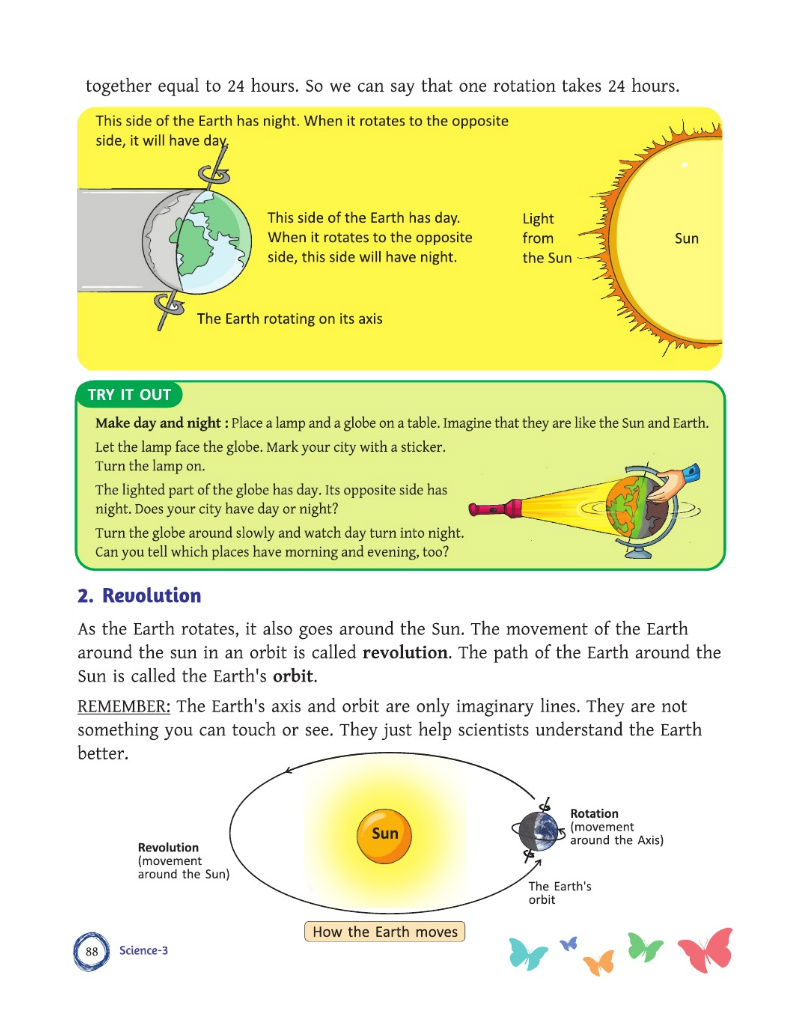 together equal to 24 hours. So we can say that one rotation takes 24 hours.
This side of the Earth has night. When it rotates to the opposite
side, it will have day.
This side of the Earth has day.
When it rotates to the opposite
side, this side will have night.
Light
from
the Sun
Sun
The Earth rotating on its axis
TRY IT OUT
Make day and night : Place a lamp and a globe on a table. Imagine that they are like the Sun and Earth.
Let the lamp face the globe. Mark your city with a sticker.
Turn the lamp on.
The lighted part of the globe has day. Its opposite side has
night. Does your city have day or night?
Turn the globe around slowly and watch day turn into night.
Can you tell which places have morning and evening, too?
2. Revolution
As the Earth rotates, it also goes around the Sun. The movement of the Earth
around the sun in an orbit is called revolution. The path of the Earth around the
Sun is called the Earth's orbit.
REMEMBER: The Earth's axis and orbit are only imaginary lines. They are not
something you can touch or see. They just help scientists understand the Earth
better.
Sun
Rotation
(movement
around the Axis)
Revolution
(movement
around the Sun)
The Earth's
orbit
How the Earth moves
88
Science-3